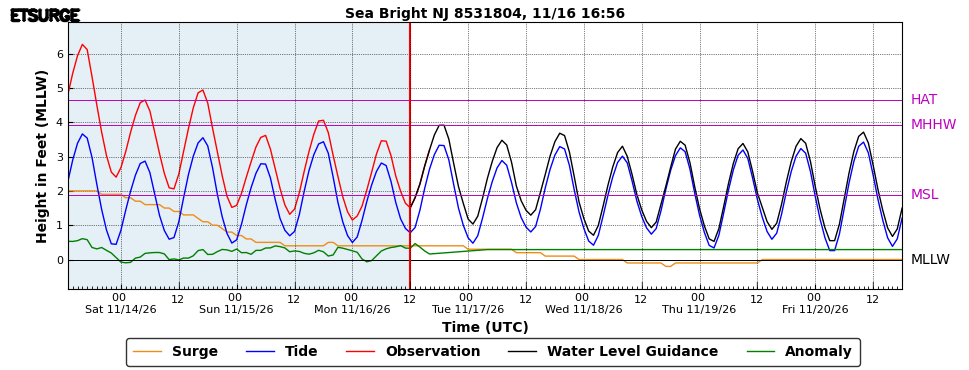 ETSURGE
Sea Bright NJ 8531804, 11/16 16:56
Height in Feet (MLLW)
6
5
4
3
2
1
0
HAT
MHHW
MSL
MLLW
00 12 00 12 00 12 00 12 00 12 00 12 00 12
Sat 11/14/26 Sun 11/15/26 Mon 11/16/26 Tue 11/17/26 Wed 11/18/26 Thu 11/19/26 Fri 11/20/26
Time (UTC)
Surge Tide Observation Water Level Guidance Anomaly